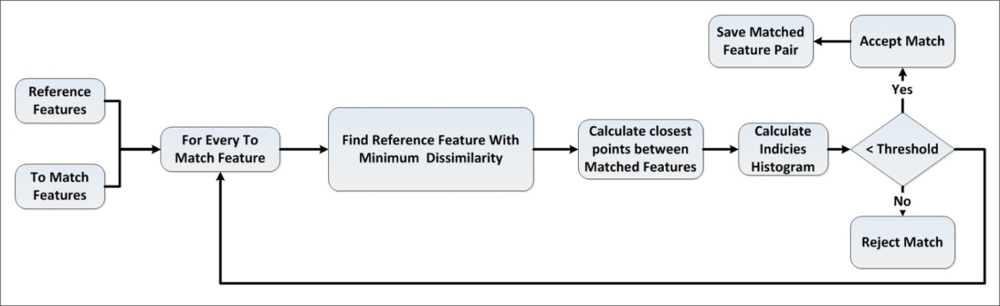 Reference
Features
To Match
Features
For Every To
Match Feature
Find Reference Feature With
Minimum Dissimilarity
Calculate closest
points between
Matched Features
Calculate
Indicies
Histogram
< Threshold
Yes
Accept Match
Save Matched
Feature Pair
No
Reject Match